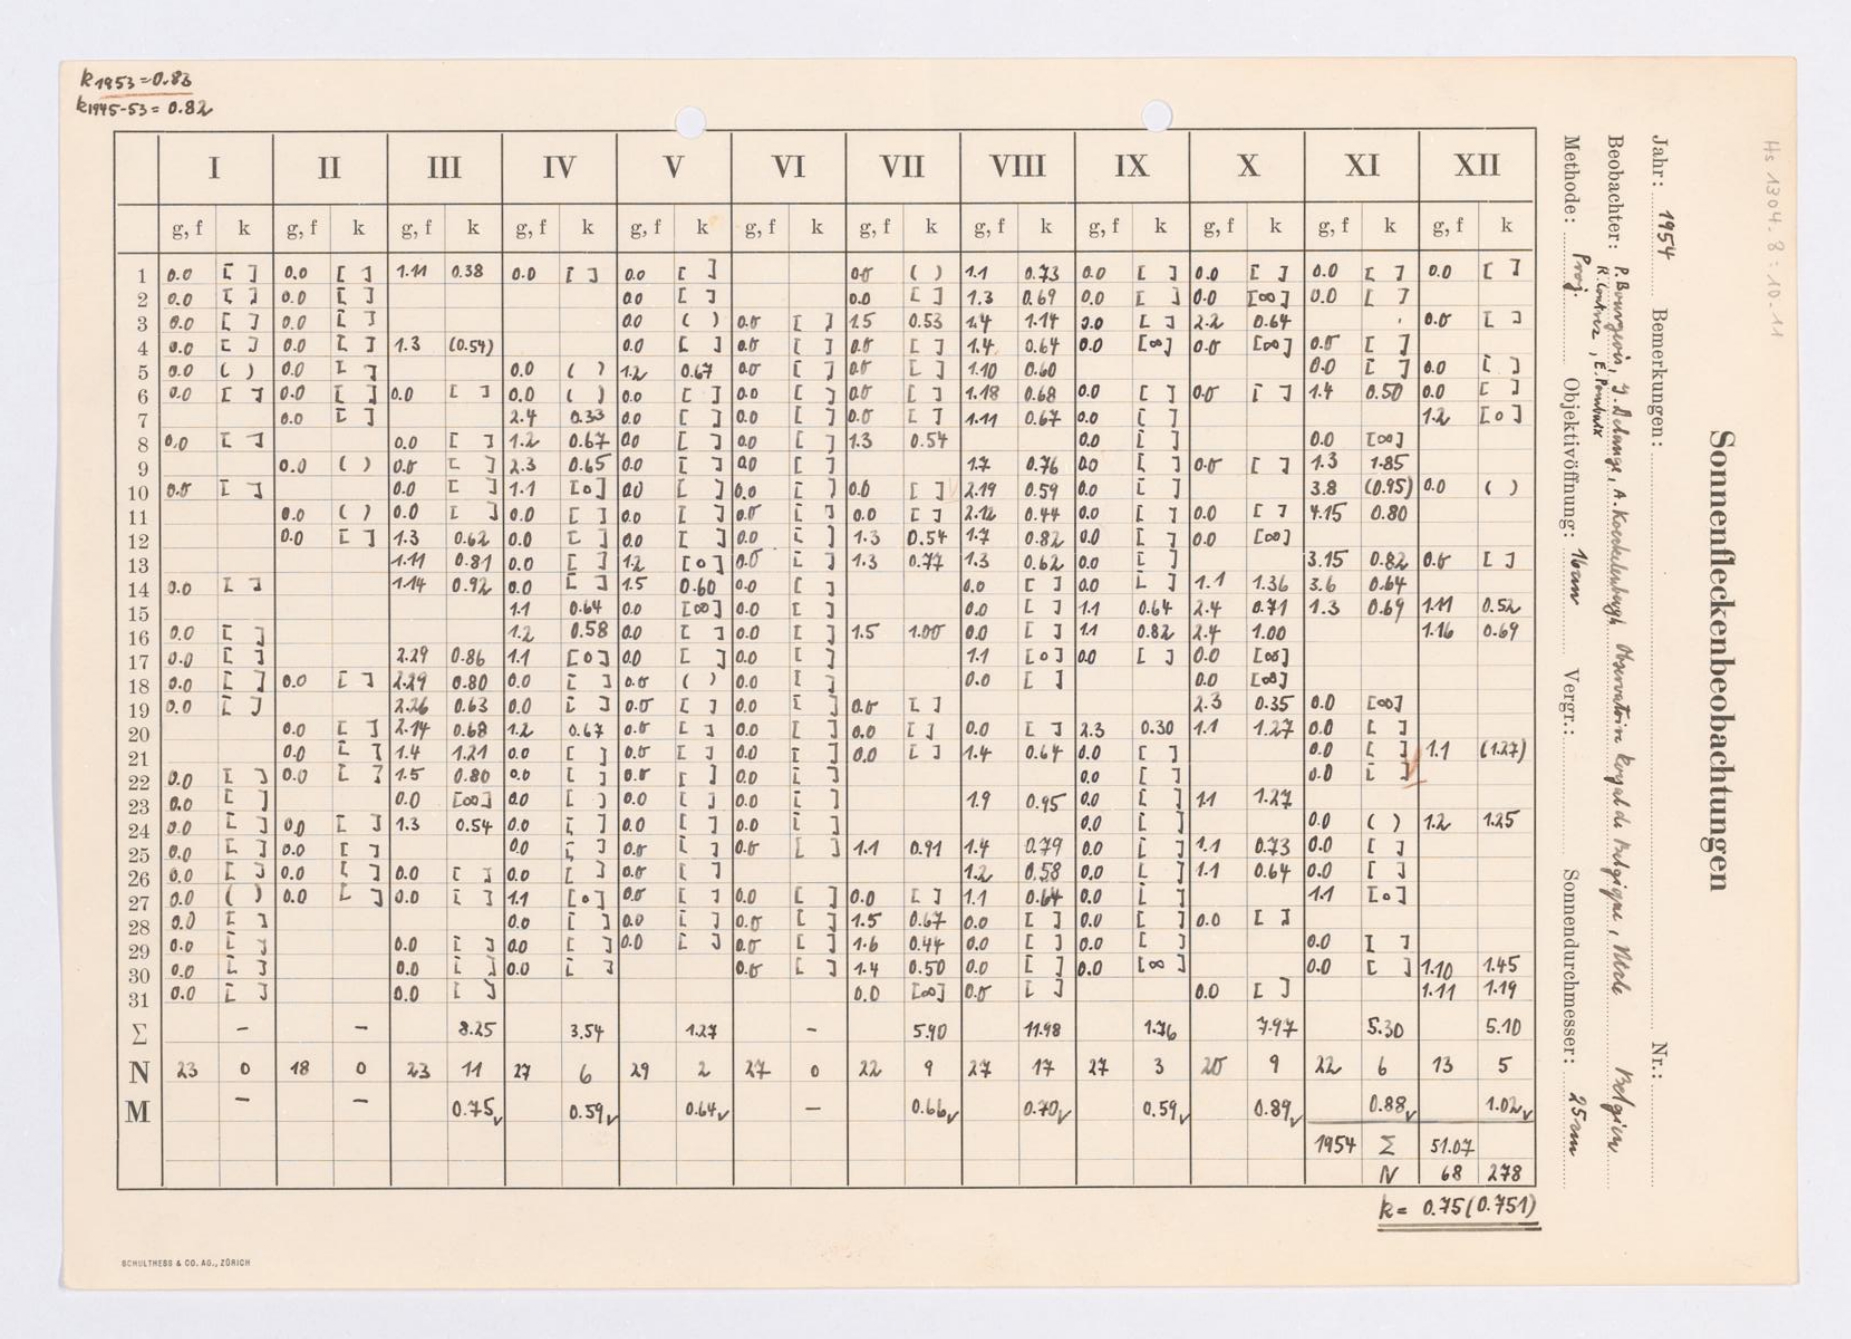 k1953=0.83
k1945-53= 0.82
Sonnenfleckenbeobachtungen
Hs 1304.8:10.11
Jahr: 1954 Bemerkungen: Nr.:
Beobachter: P. Bourgeois, R. Coutrez, E. A. Observatoire Royal de Belgique, Uccle Belgien
Methode: Proj. Objektivöffnung: 16cm Vergr.: Sonnendurchmesser: 25cm
I II III IV V VI VII VIII IX X XI XII
g, f k g, f k g, f k g, f k g, f k g, f k g, f k g, f k g, f k g, f k g, f k g, f k
1 0.0 [ ] 0.0 [ ] 1.11 0.38 0.0 [ ] 0.0 [ ] 0.0 ( ) 1.1 0.73 0.0 [ ] 0.0 [ ] 0.0 [ ] 0.0 [ ]
2 0.0 [ ] 0.0 [ ] 0.0 [ ] 0.0 [ ] 1.3 0.69 0.0 [ ] 0.0 [∞] 0.0 [ ]
3 0.0 [ ] 0.0 [ ] 0.0 ( ) 0.0 [ ] 1.5 0.53 1.4 1.14 0.0 [ ] 2.2 0.64 0.0 [ ]
4 0.0 [ ] 0.0 [ ] 1.3 (0.54) 0.0 [ ] 0.0 [ ] 0.0 [ ] 1.4 0.64 0.0 [∞] 0.0 [∞] 0.0 [ ]
5 0.0 ( ) 0.0 [ ] 0.0 ( ) 1.2 0.67 0.0 [ ] 0.0 [ ] 1.10 0.60 0.0 [ ] 0.0 [ ]
6 0.0 [ ] 0.0 [ ] 0.0 [ ] 0.0 ( ) 0.0 [ ] 0.0 [ ] 0.0 [ ] 1.18 0.68 0.0 [ ] 0.0 [ ] 1.4 0.50 0.0 [ ]
7 0.0 [ ] 2.4 0.33 0.0 [ ] 0.0 [ ] 0.0 [ ] 1.11 0.67 0.0 [ ] 1.2 [0]
8 0.0 [ ] 0.0 [ ] 1.2 0.67 0.0 [ ] 0.0 [ ] 1.3 0.54 0.0 [ ] 0.0 [∞]
9 0.0 ( ) 0.0 [ ] 2.3 0.65 0.0 [ ] 0.0 [ ] 1.7 0.76 0.0 [ ] 0.0 [ ] 1.3 1.85
10 0.0 [ ] 0.0 [ ] 1.1 [0] 0.0 [ ] 0.0 [ ] 0.0 [ ] 2.19 0.59 0.0 [ ] 3.8 (0.95) 0.0 ( )
11 0.0 ( ) 0.0 [ ] 0.0 [ ] 0.0 [ ] 0.0 [ ] 0.0 [ ] 2.12 0.44 0.0 [ ] 0.0 [ ] 4.15 0.80
12 0.0 [ ] 1.3 0.62 0.0 [ ] 0.0 [ ] 0.0 [ ] 1.3 0.54 1.7 0.82 0.0 [ ] 0.0 [∞]
13 1.11 0.81 0.0 [ ] 1.2 [0] 0.0 [ ] 1.3 0.77 1.3 0.62 0.0 [ ] 3.15 0.82 0.0 [ ]
14 0.0 [ ] 1.14 0.92 0.0 [ ] 1.5 0.60 0.0 [ ] 0.0 [ ] 0.0 [ ] 1.1 1.36 3.6 0.64
15 1.1 0.64 0.0 [∞] 0.0 [ ] 0.0 [ ] 1.1 0.64 2.4 0.71 1.3 0.69 1.11 0.52
16 0.0 [ ] 1.2 0.58 0.0 [ ] 0.0 [ ] 1.5 1.00 0.0 [ ] 1.1 0.82 2.4 1.00 1.16 0.69
17 0.0 [ ] 2.29 0.86 1.1 [0] 0.0 [ ] 0.0 [ ] 1.1 [0] 0.0 [ ] 0.0 [∞]
18 0.0 [ ] 0.0 [ ] 2.29 0.80 0.0 [ ] 0.0 ( ) 0.0 [ ] 0.0 [ ] 0.0 [∞]
19 0.0 [ ] 2.26 0.63 0.0 [ ] 0.0 [ ] 0.0 [ ] 0.0 [ ] 2.3 0.35 0.0 [∞]
20 0.0 [ ] 2.14 0.68 1.2 0.67 0.0 [ ] 0.0 [ ] 0.0 [ ] 0.0 [ ] 2.3 0.30 1.1 1.27 0.0 [ ]
21 0.0 [ ] 1.4 1.21 0.0 [ ] 0.0 [ ] 0.0 [ ] 0.0 [ ] 1.4 0.64 0.0 [ ] 0.0 [ ] 1.1 (1.27)
22 0.0 [ ] 0.0 [ ] 1.5 0.80 0.0 [ ] 0.0 [ ] 0.0 [ ] 0.0 [ ] 0.0 [ ]
23 0.0 [ ] 0.0 [∞] 0.0 [ ] 0.0 [ ] 0.0 [ ] 1.9 0.95 0.0 [ ] 1.1 1.27
24 0.0 [ ] 0.0 [ ] 1.3 0.54 0.0 [ ] 0.0 [ ] 0.0 [ ] 0.0 [ ] 0.0 ( ) 1.2 1.25
25 0.0 [ ] 0.0 [ ] 0.0 [ ] 0.0 [ ] 0.0 [ ] 1.1 0.91 1.4 0.79 0.0 [ ] 1.1 0.73 0.0 [ ]
26 0.0 [ ] 0.0 [ ] 0.0 [ ] 0.0 [ ] 0.0 [ ] 1.2 0.58 0.0 [ ] 1.1 0.64 0.0 [ ]
27 0.0 ( ) 0.0 [ ] 0.0 [ ] 1.1 [0] 0.0 [ ] 0.0 [ ] 0.0 [ ] 1.1 0.64 0.0 [ ] 1.1 [0]
28 0.0 [ ] 0.0 [ ] 0.0 [ ] 0.0 [ ] 1.5 0.67 0.0 [ ] 0.0 [ ] 0.0 [ ]
29 0.0 [ ] 0.0 [ ] 0.0 [ ] 0.0 [ ] 0.0 [ ] 1.6 0.44 0.0 [ ] 0.0 [ ] 0.0 [ ]
30 0.0 [ ] 0.0 [ ] 0.0 [ ] 0.0 [ ] 1.4 0.50 0.0 [ ] 0.0 [∞] 0.0 [ ] 1.10 1.45
31 0.0 [ ] 0.0 [ ] 0.0 [∞] 0.0 [ ] 0.0 [ ] 1.11 1.19
Σ – – 8.25 3.54 1.27 – 5.90 11.98 1.76 7.97 5.30 5.10
N 23 0 18 0 23 11 27 6 29 2 27 0 22 9 27 17 27 3 20 9 22 6 13 5
M – – 0.75 0.59 0.64 – 0.66 0.70 0.59 0.89 0.88 1.02
1954 Σ 51.07
N 68 278
k= 0.75(0.751)
SCHULTHESS & CO. AG., ZÜRICH